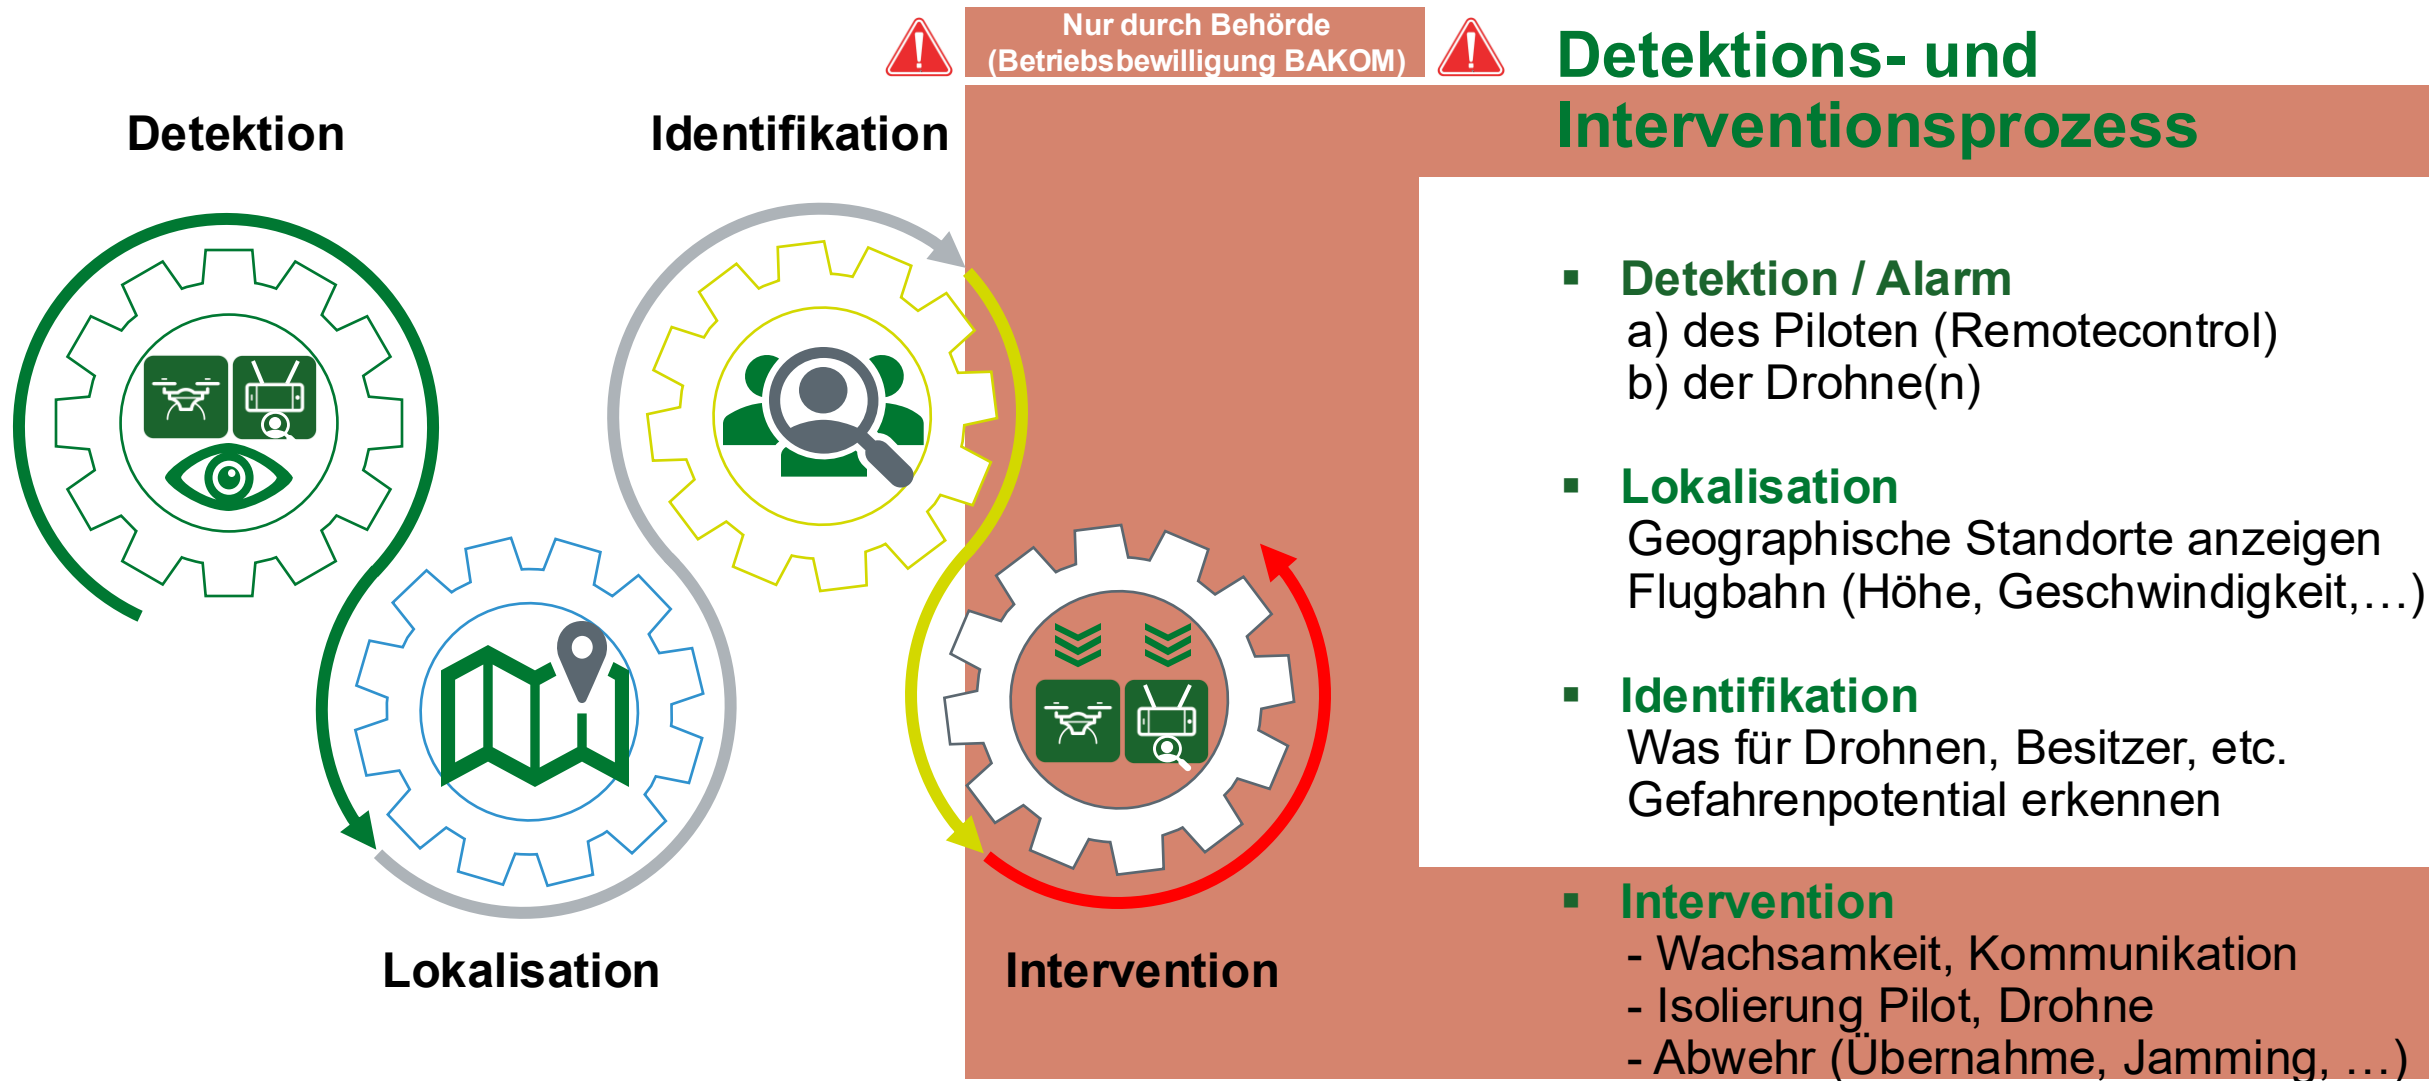 Nur durch Behörde
(Betriebsbewilligung BAKOM)
Detektions- und
Interventionsprozess
Detektion
Identifikation
Lokalisation
Intervention
▪ Detektion / Alarm
a) des Piloten (Remotecontrol)
b) der Drohne(n)
▪ Lokalisation
Geographische Standorte anzeigen
Flugbahn (Höhe, Geschwindigkeit,…)
▪ Identifikation
Was für Drohnen, Besitzer, etc.
Gefahrenpotential erkennen
▪ Intervention
- Wachsamkeit, Kommunikation
- Isolierung Pilot, Drohne
- Abwehr (Übernahme, Jamming, …)